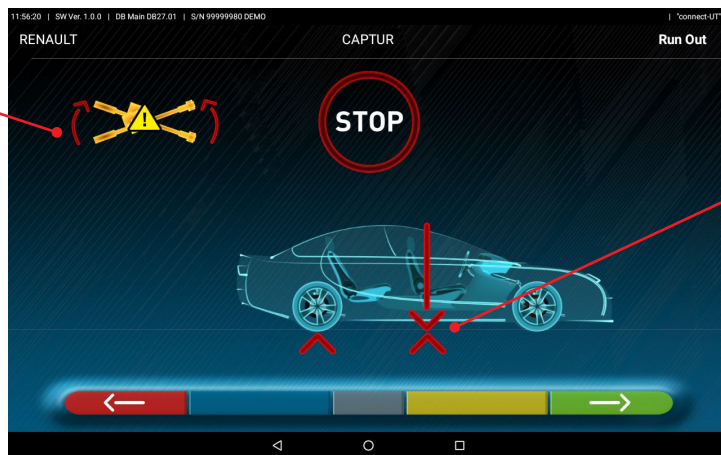 11:56:20 | SW Ver. 1.0.0 | DB Main DB27.01 | S/N 99999980 DEMO | "connect-UT"
RENAULT CAPTUR Run Out
!
STOP